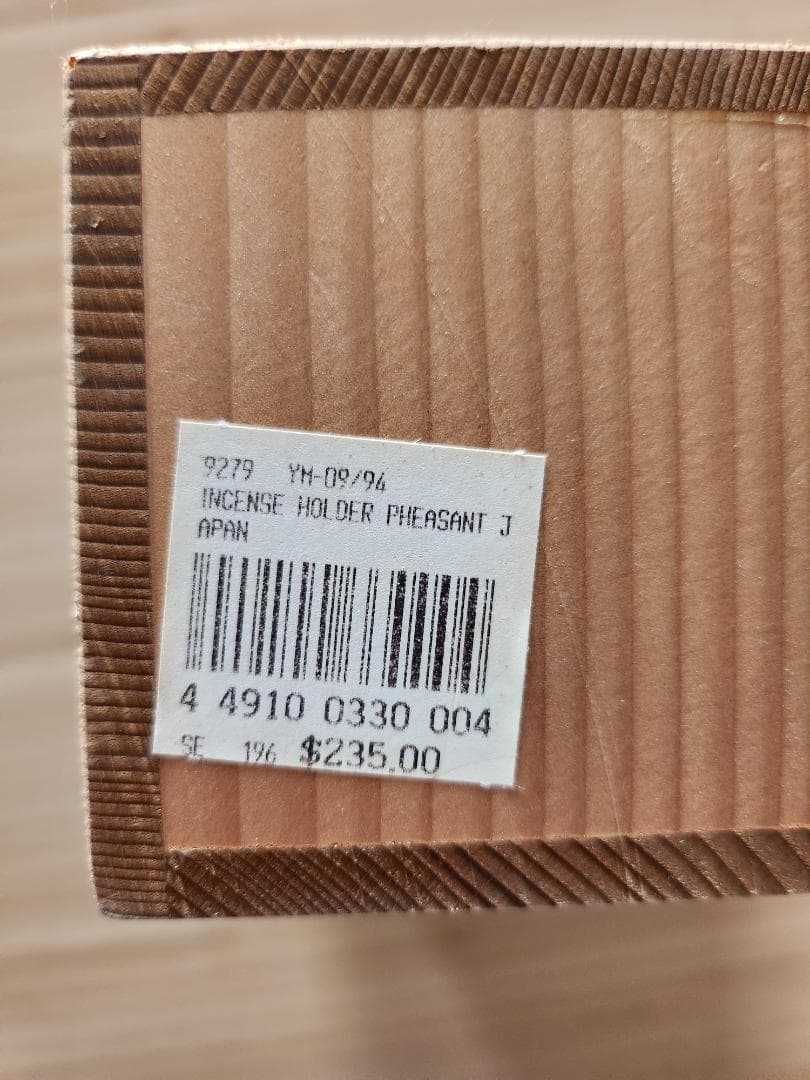 9279 YM-09/94
INCENSE HOLDER PHEASANT J
APAN
4 4910 0330 004
SE 196 $235.00